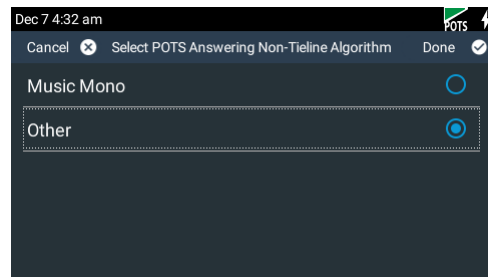 Dec 7 4:32 am POTS
Cancel Select POTS Answering Non-Tieline Algorithm Done
Music Mono
Other